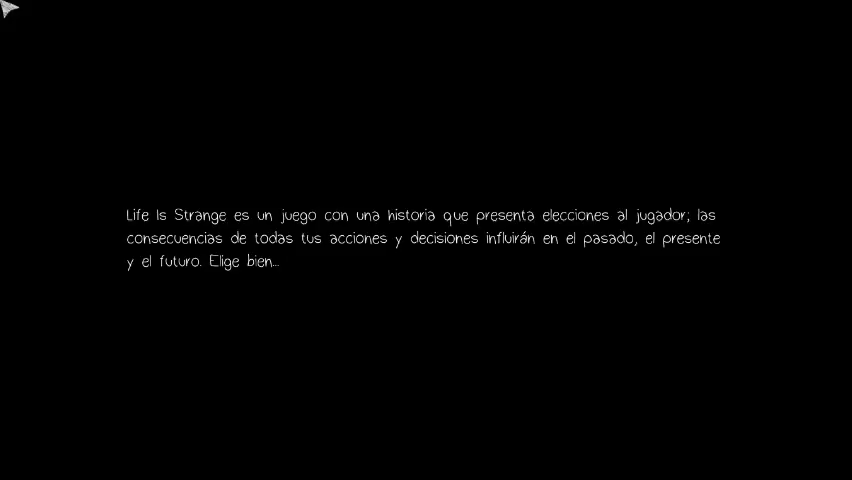 Life Is Strange es un juego con una historia que presenta elecciones al jugador; las
consecuencias de todas tus acciones y decisiones influirán en el pasado, el presente
y el futuro. Elige bien...